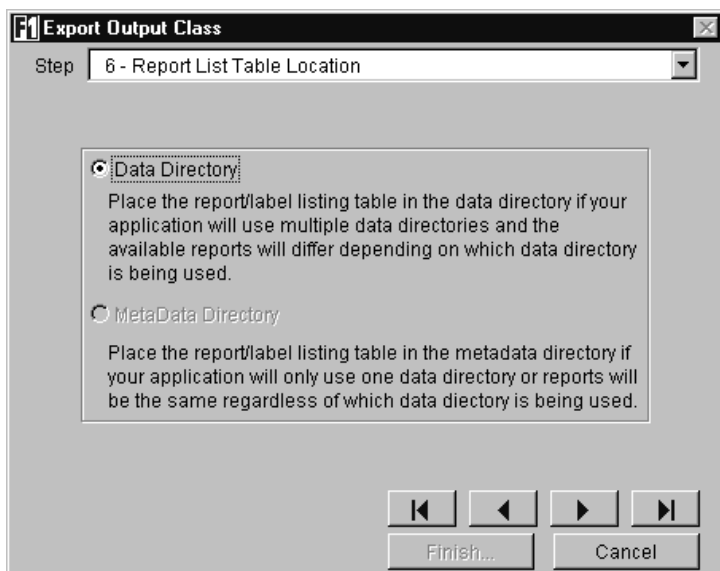 F1 Export Output Class
Step 6 - Report List Table Location
Data Directory
Place the report/label listing table in the data directory if your
application will use multiple data directories and the
available reports will differ depending on which data directory
is being used.
MetaData Directory
Place the report/label listing table in the metadata directory if
your application will only use one data directory or reports will
be the same regardless of which data diectory is being used.
Finish... Cancel